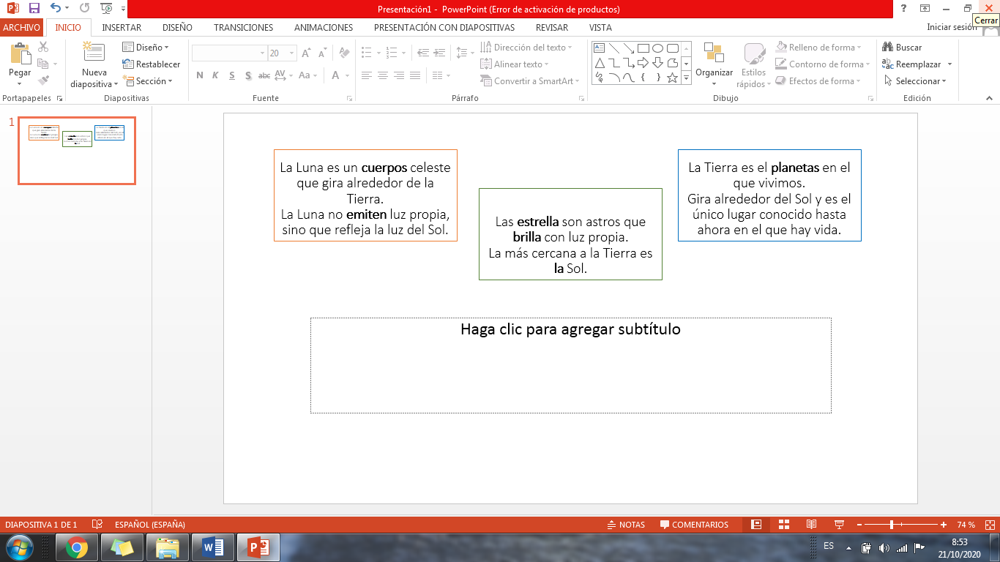 Presentación1 - PowerPoint (Error de activación de productos)
?
Cerrar
ARCHIVO INICIO INSERTAR DISEÑO TRANSICIONES ANIMACIONES PRESENTACIÓN CON DIAPOSITIVAS REVISAR VISTA Iniciar sesión
Pegar
Portapapeles
Nueva diapositiva
Diseño
Restablecer
Sección
Diapositivas
20
N K S S abc AV Aa A
Fuente
Dirección del texto
Alinear texto
Convertir a SmartArt
Párrafo
Organizar
Estilos rápidos
Relleno de forma
Contorno de forma
Efectos de forma
Dibujo
Buscar
Reemplazar
Seleccionar
Edición
1
La Luna es un cuerpos celeste
que gira alrededor de la
Tierra.
La Luna no emiten luz propia,
sino que refleja la luz del Sol.
Las estrella son astros que
brilla con luz propia.
La más cercana a la Tierra es
la Sol.
La Tierra es el planetas en el
que vivimos.
Gira alrededor del Sol y es el
único lugar conocido hasta
ahora en el que hay vida.
Haga clic para agregar subtítulo
DIAPOSITIVA 1 DE 1 ESPAÑOL (ESPAÑA) NOTAS COMENTARIOS 74 %
ES
8:53
21/10/2020